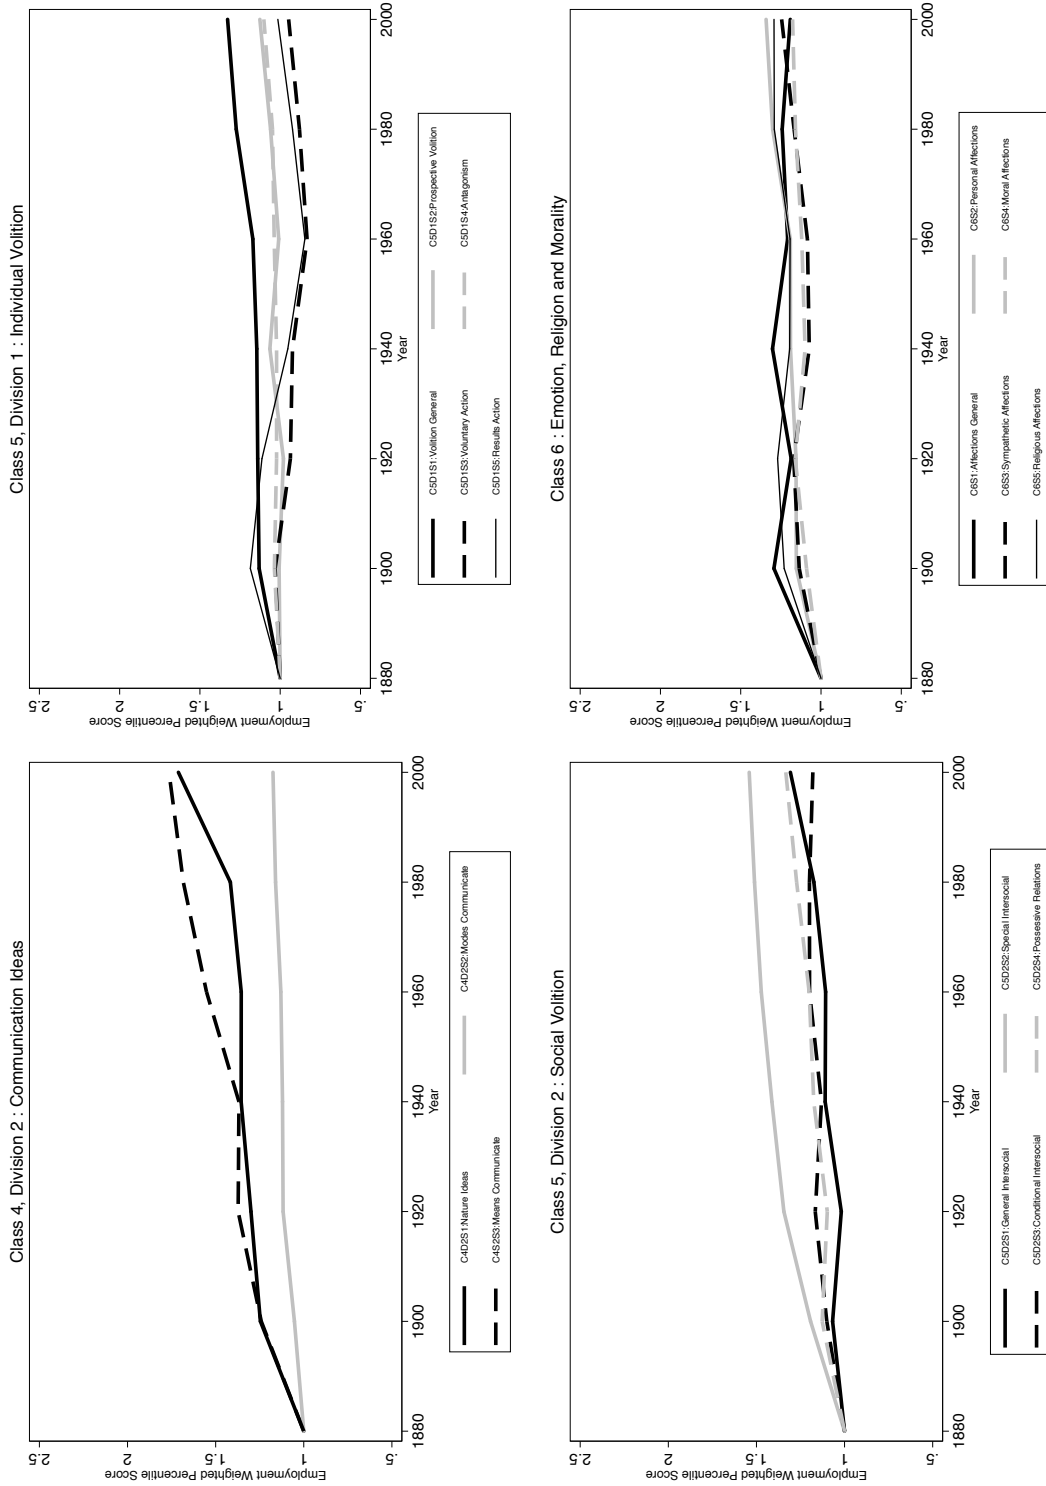 Class 4, Division 2 : Communication Ideas
Employment Weighted Percentile Score
2.5
2
1.5
1
.5
1880
1900
1920
1940
1960
1980
2000
Year
C4D2S1:Nature Ideas
C4D2S2:Modes Communicate
C4S2S3:Means Communicate
Class 5, Division 1 : Individual Volition
Employment Weighted Percentile Score
2.5
2
1.5
1
.5
1880
1900
1920
1940
1960
1980
2000
Year
C5D1S1:Volition General
C5D1S2:Prospective Volition
C5D1S3:Voluntary Action
C5D1S4:Antagonism
C5D1S5:Results Action
Class 5, Division 2 : Social Volition
Employment Weighted Percentile Score
2.5
2
1.5
1
.5
1880
1900
1920
1940
1960
1980
2000
Year
C5D2S1:General Intersocial
C5D2S2:Special Intersocial
C5D2S3:Conditional Intersocial
C5D2S4:Possessive Relations
Class 6 : Emotion, Religion and Morality
Employment Weighted Percentile Score
2.5
2
1.5
1
.5
1880
1900
1920
1940
1960
1980
2000
Year
C6S1:Affections General
C6S2:Personal Affections
C6S3:Sympathetic Affections
C6S4:Moral Affections
C6S5:Religious Affections